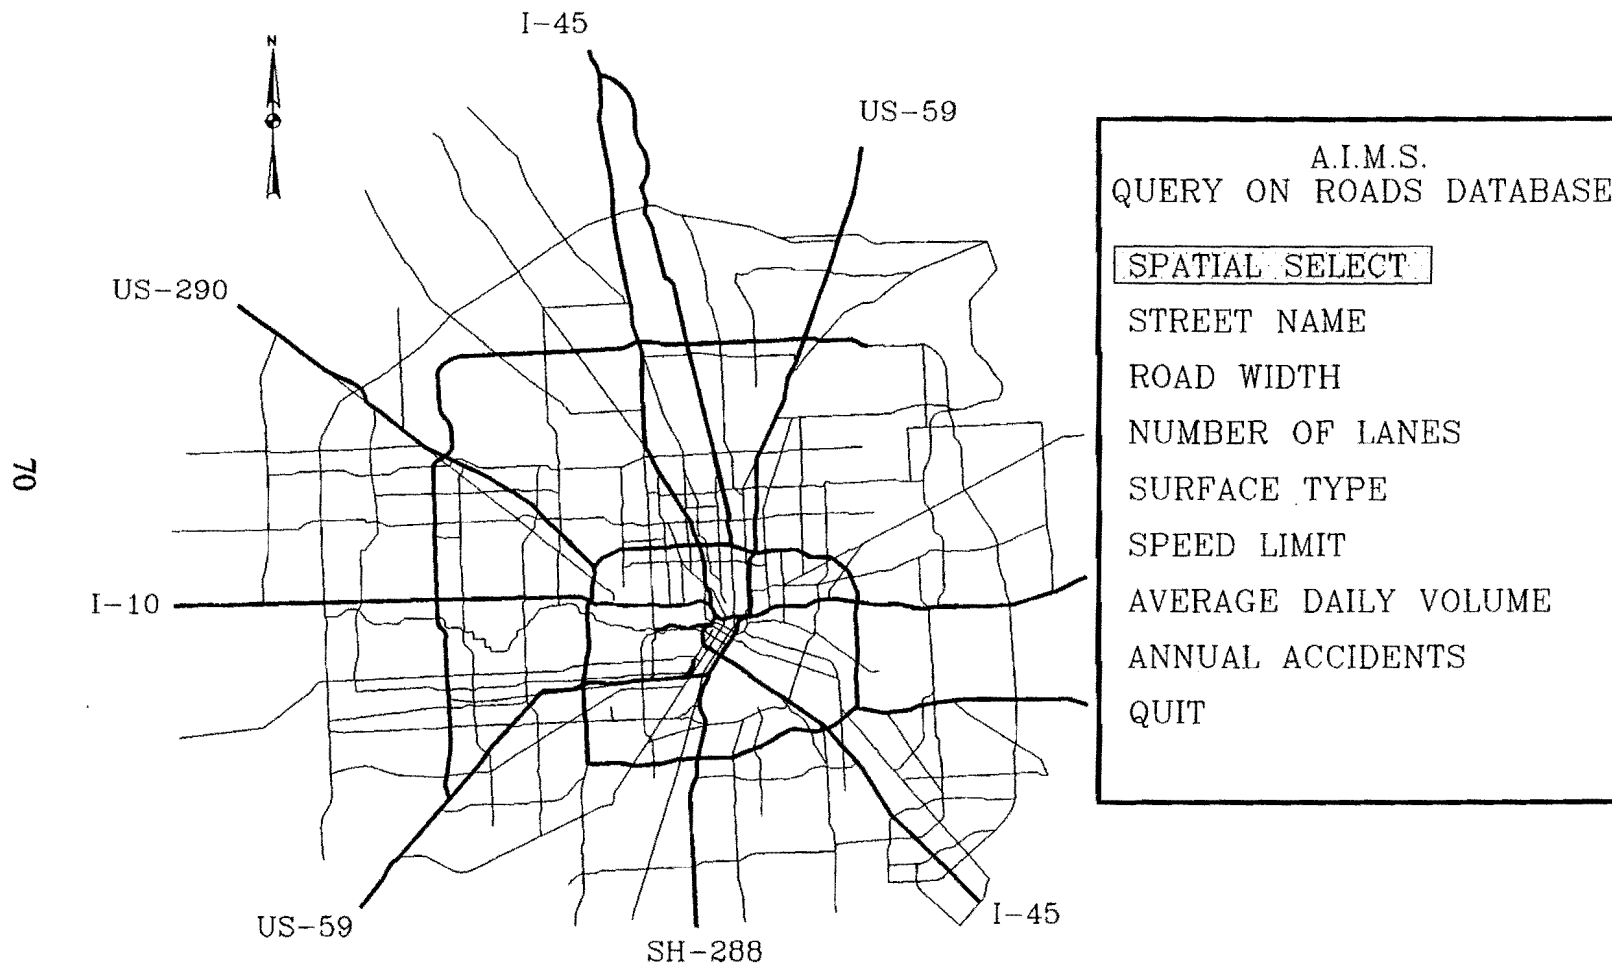 I-45
N
US-59
US-290
I-10
US-59
SH-288
I-45
A.I.M.S.
QUERY ON ROADS DATABASE
SPATIAL SELECT
STREET NAME
ROAD WIDTH
NUMBER OF LANES
SURFACE TYPE
SPEED LIMIT
AVERAGE DAILY VOLUME
ANNUAL ACCIDENTS
QUIT
70